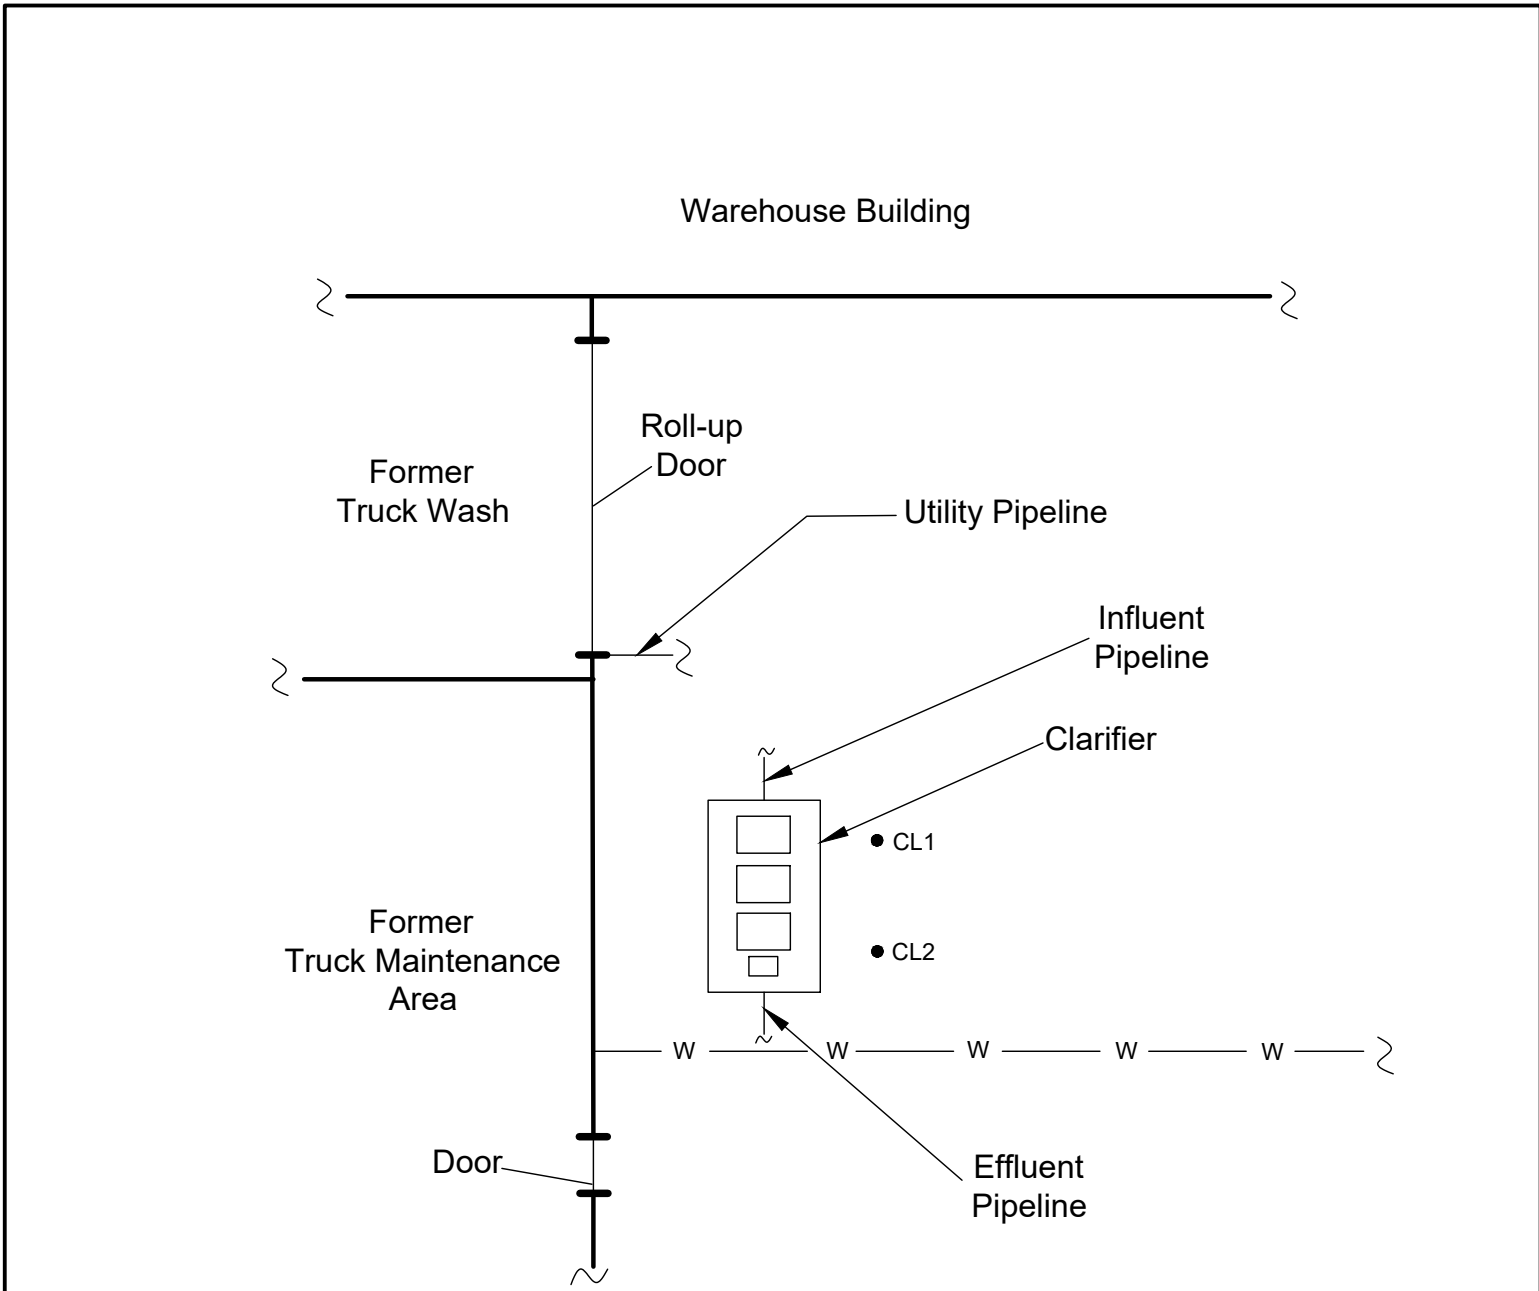 Warehouse Building
Roll-up
Door
Former
Truck Wash
Utility Pipeline
Influent
Pipeline
Clarifier
CL1
CL2
Former
Truck Maintenance
Area
W W W W W
Door
Effluent
Pipeline